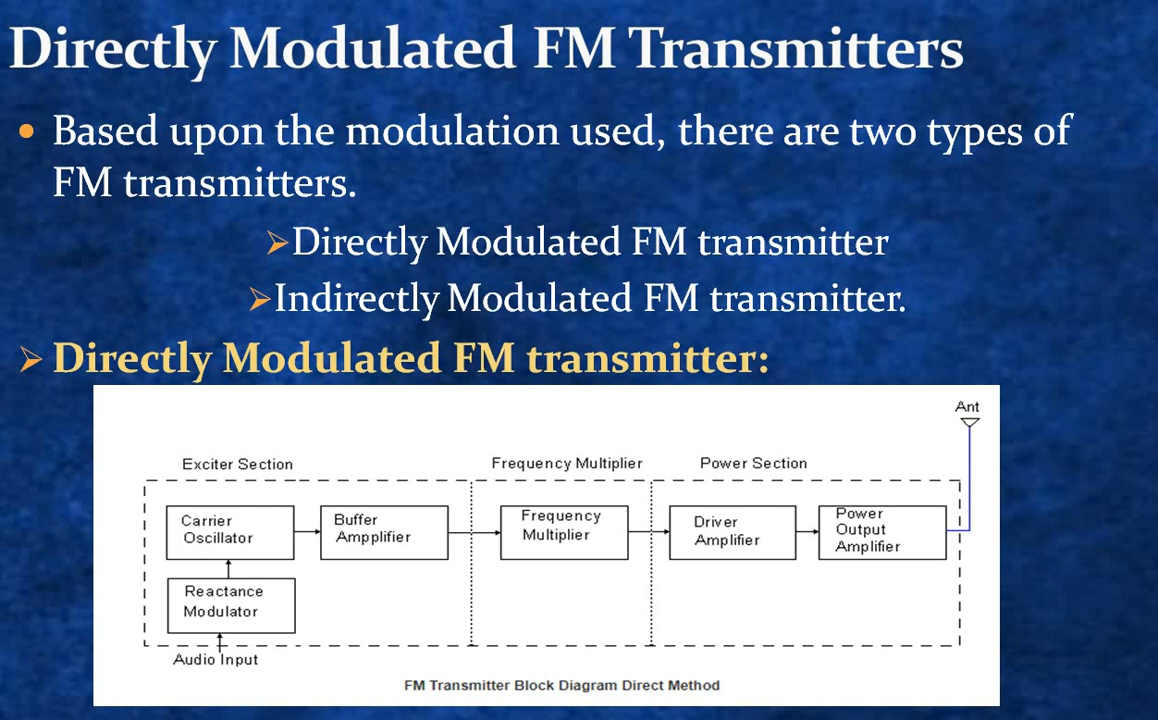 Directly Modulated FM Transmitters
Based upon the modulation used, there are two types of
FM transmitters.
Directly Modulated FM transmitter
Indirectly Modulated FM transmitter.
Directly Modulated FM transmitter:
Ant
Exciter Section
Frequency Multiplier
Power Section
Carrier
Oscillator
Buffer
Ampplifier
Frequency
Multiplier
Driver
Amplifier
Power
Output
Amplifier
Reactance
Modulator
Audio Input
FM Transmitter Block Diagram Direct Method